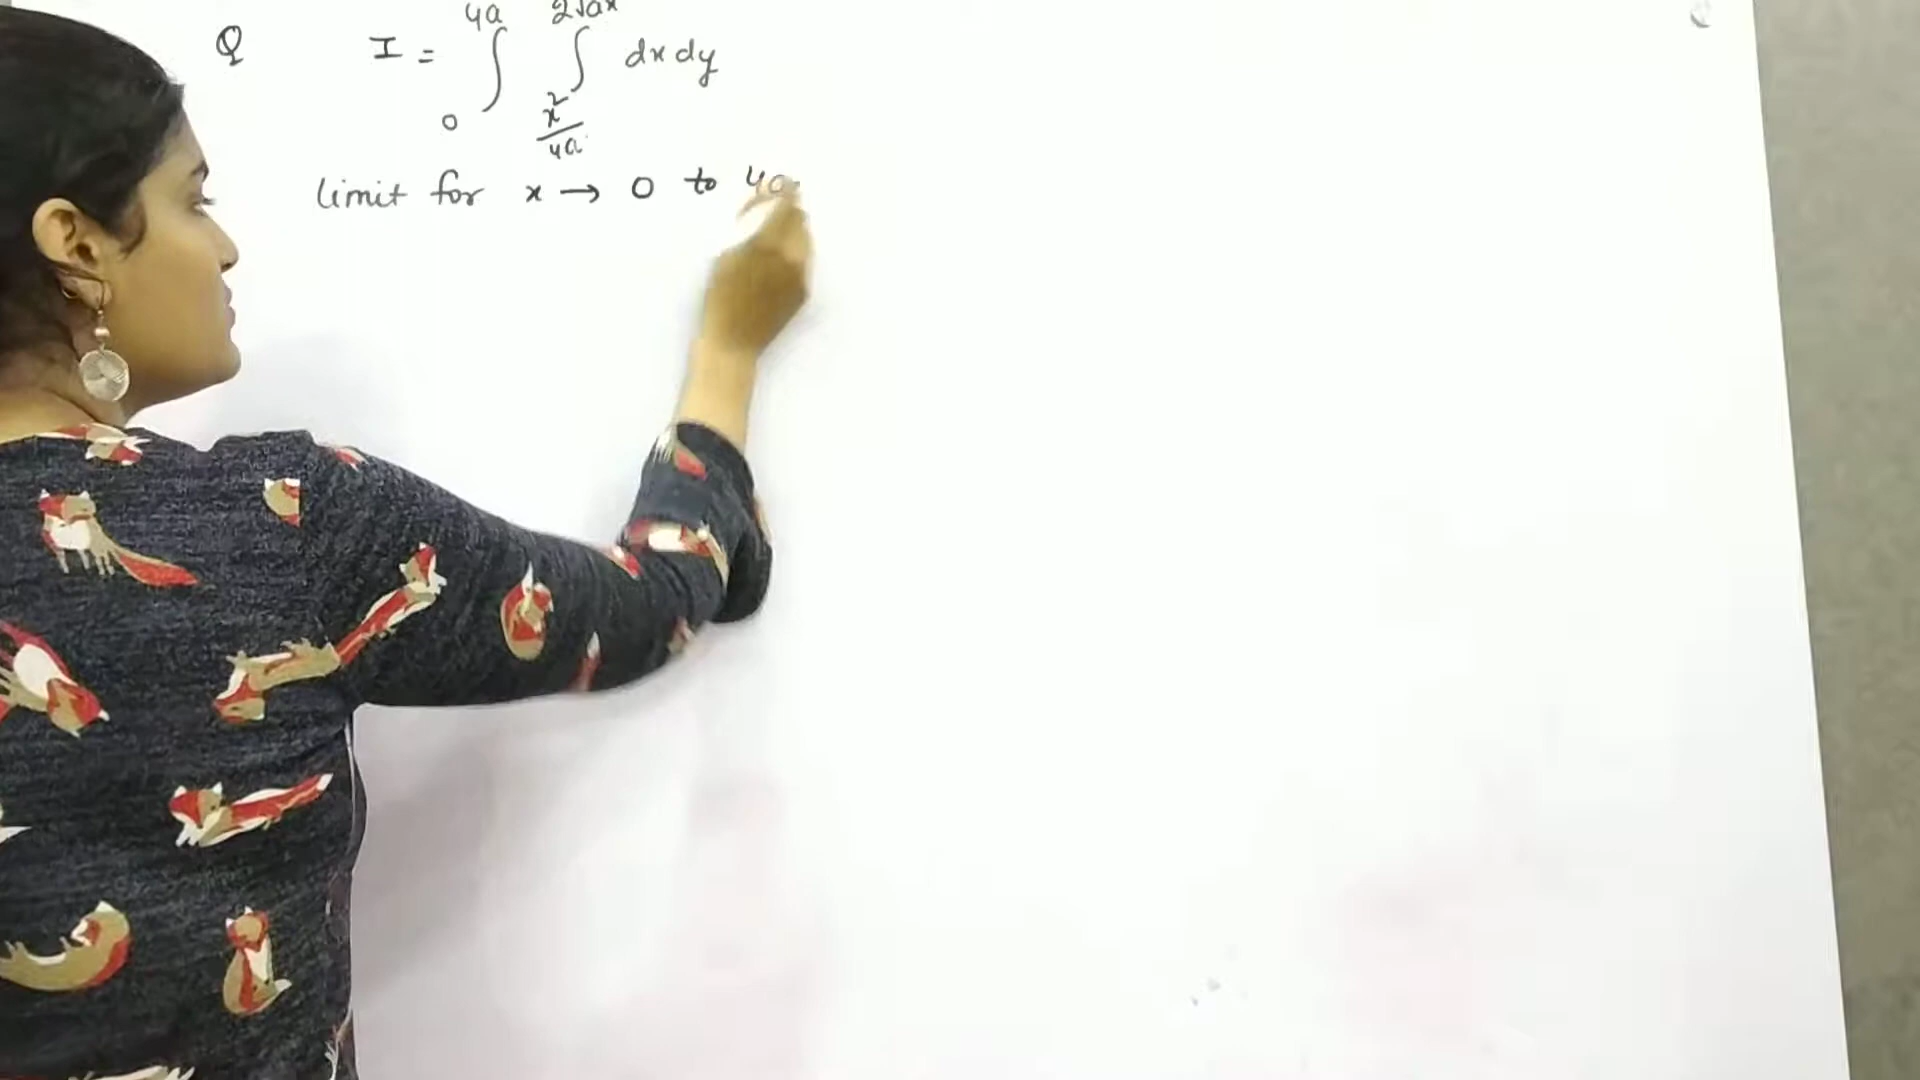 Q I = ∫₀^{4a} ∫_{x²/4a}^{2√ax} dx dy
limit for x → 0 to 4a